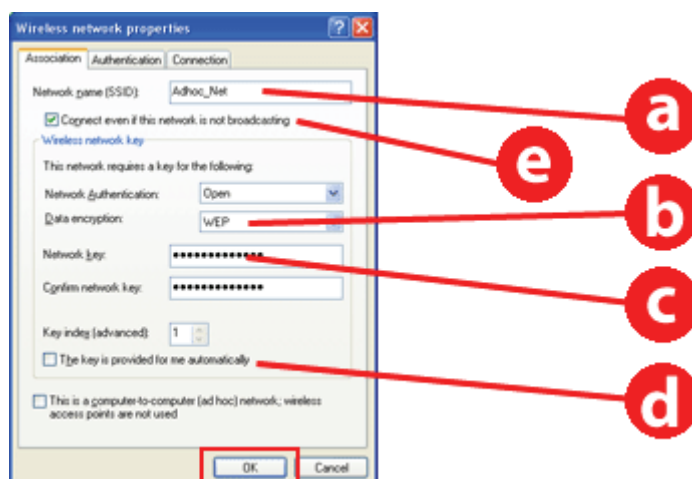 Wireless network properties
Association Authentication Connection
Network name (SSID): Adhoc_Net
a
Connect even if this network is not broadcasting
e
Wireless network key
This network requires a key for the following:
Network Authentication: Open
Data encryption: WEP
b
Network key: •••••••••••••
c
Confirm network key: •••••••••••••
Key index (advanced): 1
The key is provided for me automatically
d
This is a computer-to-computer (ad hoc) network; wireless
access points are not used
OK Cancel